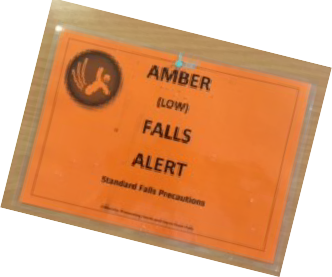 AMBER
(LOW)
FALLS
ALERT
Standard Falls Precautions